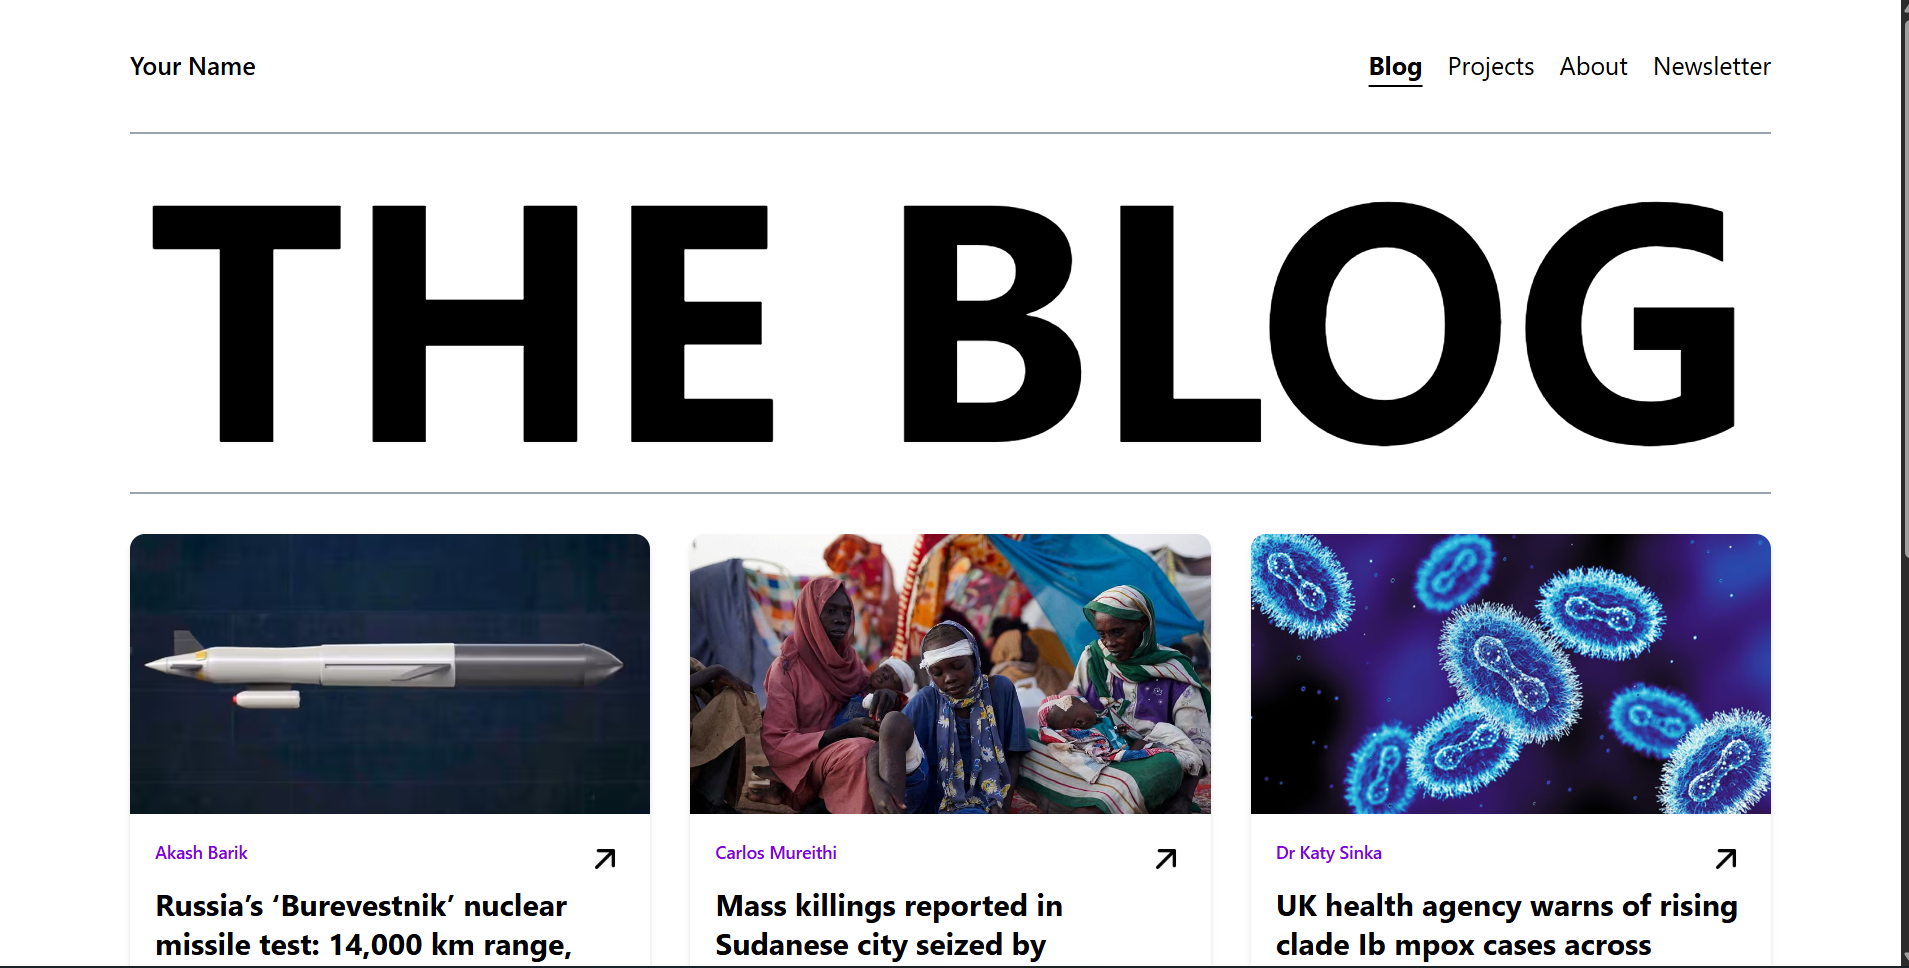 Your Name
Blog Projects About Newsletter
THE BLOG
Akash Barik
Russia’s ‘Burevestnik’ nuclear
missile test: 14,000 km range,
Carlos Mureithi
Mass killings reported in
Sudanese city seized by
Dr Katy Sinka
UK health agency warns of rising
clade Ib mpox cases across